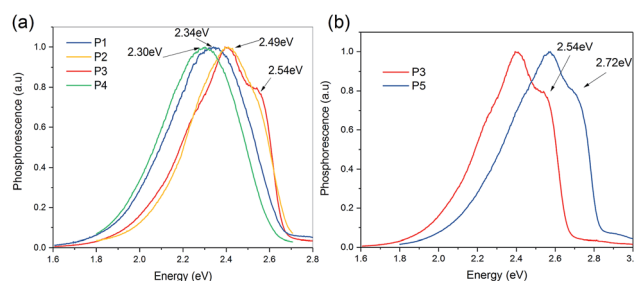 (a)
P1
P2
P3
P4
2.34eV
2.30eV
2.49eV
2.54eV
Phosphorescence (a.u)
1.0
0.8
0.6
0.4
0.2
0.0
1.6 1.8 2.0 2.2 2.4 2.6 2.8
Energy (eV)
(b)
P3
P5
2.54eV
2.72eV
Phosphorescence (a.u)
1.0
0.8
0.6
0.4
0.2
0.0
1.6 1.8 2.0 2.2 2.4 2.6 2.8 3.
Energy (eV)